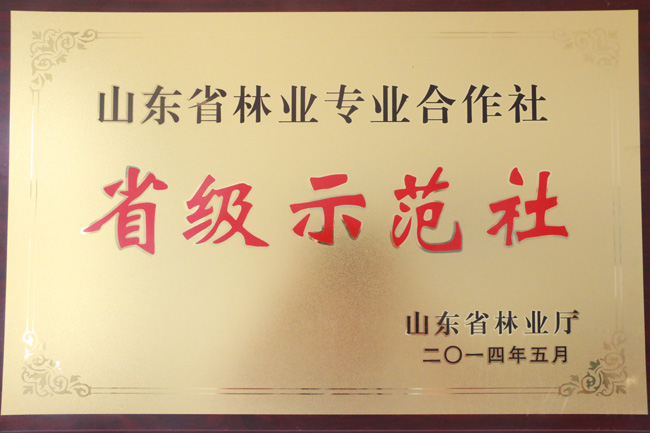 山东省林业专业合作社
省级示范社
山东省林业厅
二〇一四年五月